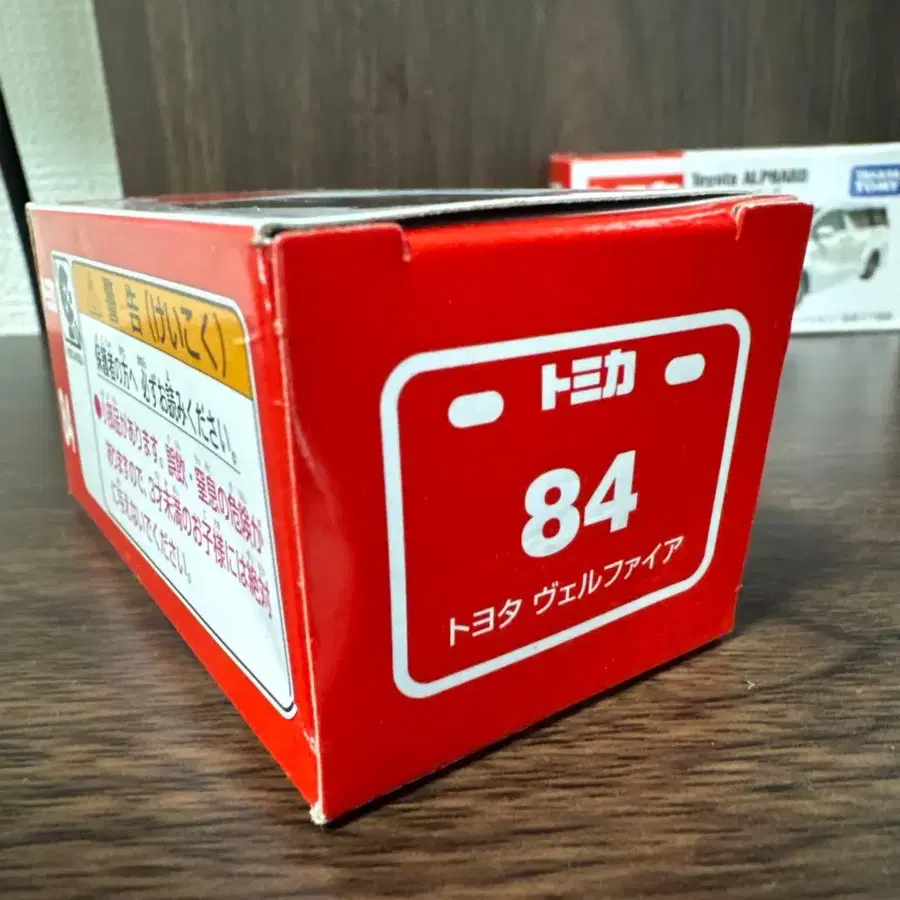 トミカ
84
トヨタ ヴェルファイア
警告(けいこく)
保護者の方へ 必ずお読みください。
小部品があります。誤飲・窒息の危険が
ありますので、3才未満のお子様には絶対
に与えないでください。
Toyota ALPHARD
TAKARA
TOMY